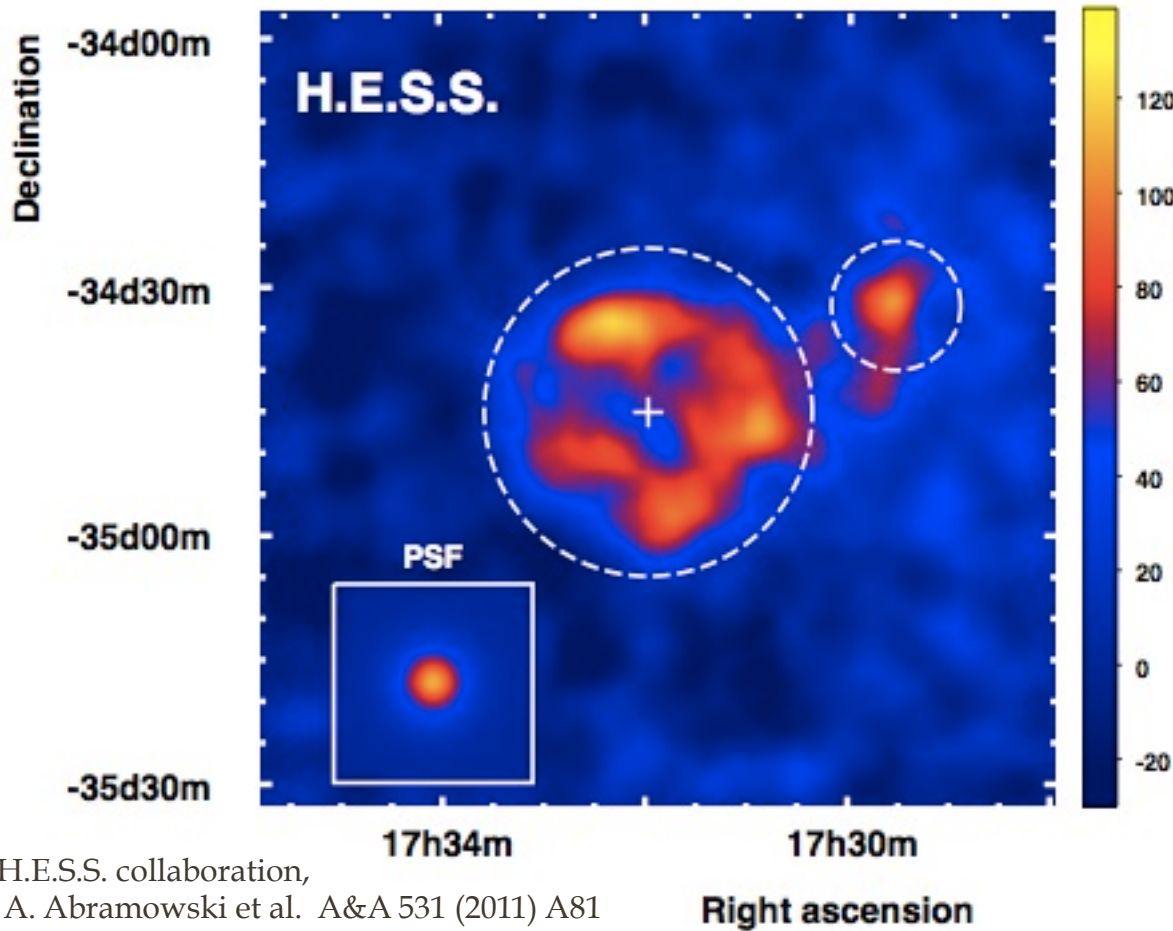 Declination
-34d00m
-34d30m
-35d00m
-35d30m
H.E.S.S.
PSF
120
100
80
60
40
20
0
-20
17h34m
17h30m
Right ascension
H.E.S.S. collaboration,
A. Abramowski et al. A&A 531 (2011) A81